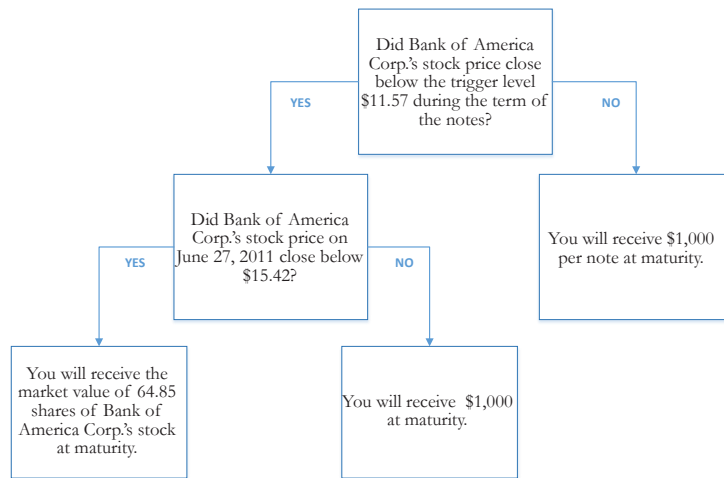 Did Bank of America
Corp.'s stock price close
below the trigger level
$11.57 during the term of
the notes?
YES
NO
Did Bank of America
Corp.'s stock price on
June 27, 2011 close below
$15.42?
You will receive $1,000
per note at maturity.
YES
NO
You will receive the
market value of 64.85
shares of Bank of
America Corp.'s stock
at maturity.
You will receive $1,000
at maturity.